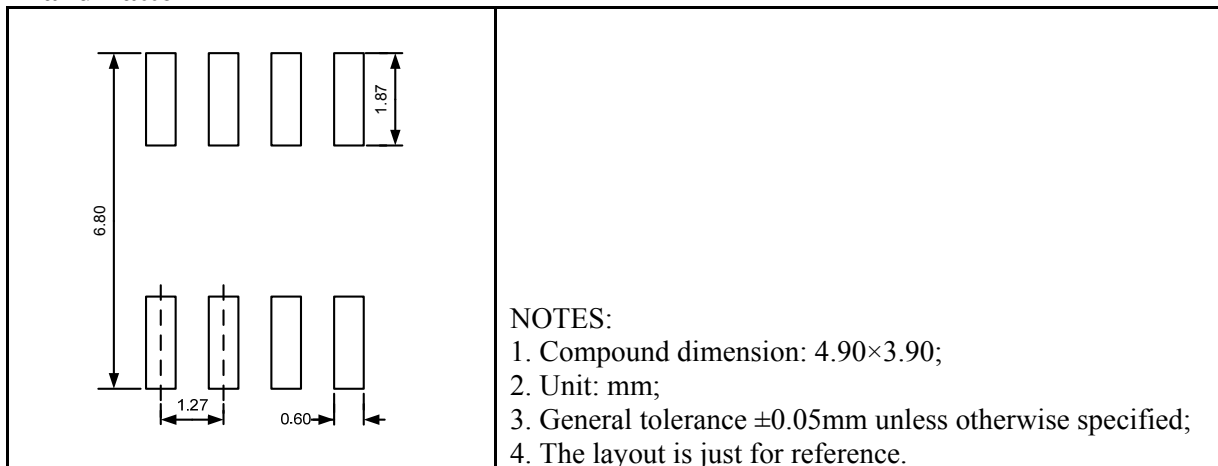 1.87
6.80
1.27
0.60
NOTES:
1. Compound dimension: 4.90×3.90;
2. Unit: mm;
3. General tolerance ±0.05mm unless otherwise specified;
4. The layout is just for reference.